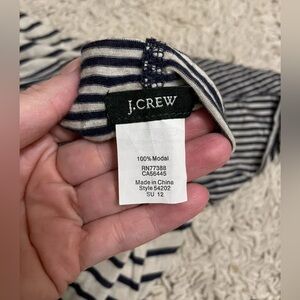 J.CREW
100% Modal
RN77388
CA56445
Made in China
Style 54202
SU 12